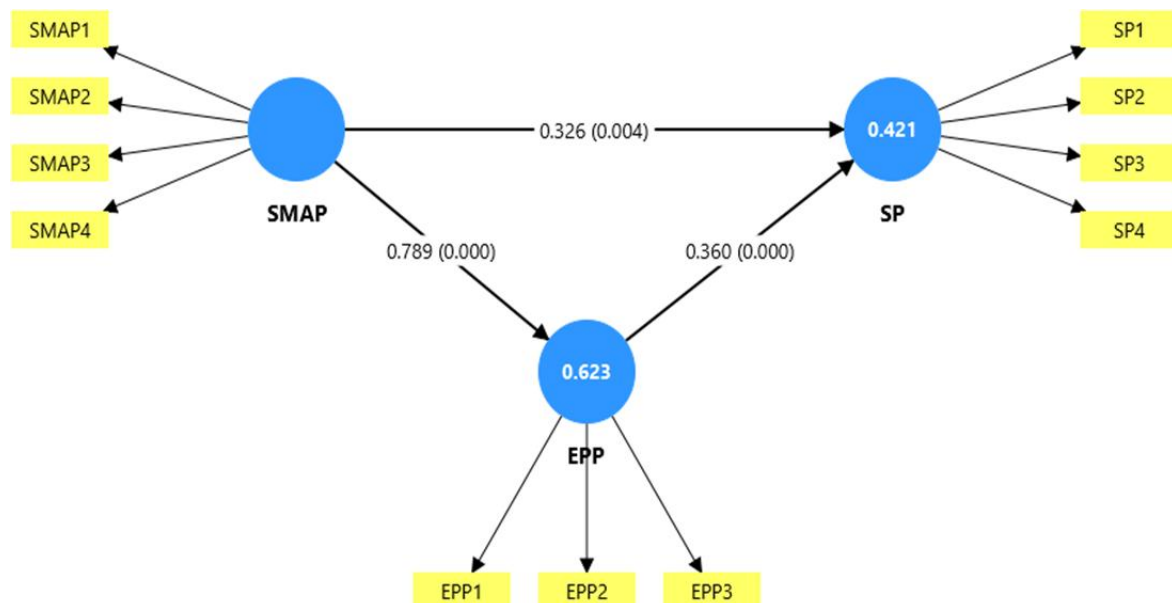 SMAP1
SMAP2
SMAP3
SMAP4
SMAP
0.326 (0.004)
0.421
SP
SP1
SP2
SP3
SP4
0.789 (0.000)
0.360 (0.000)
0.623
EPP
EPP1
EPP2
EPP3